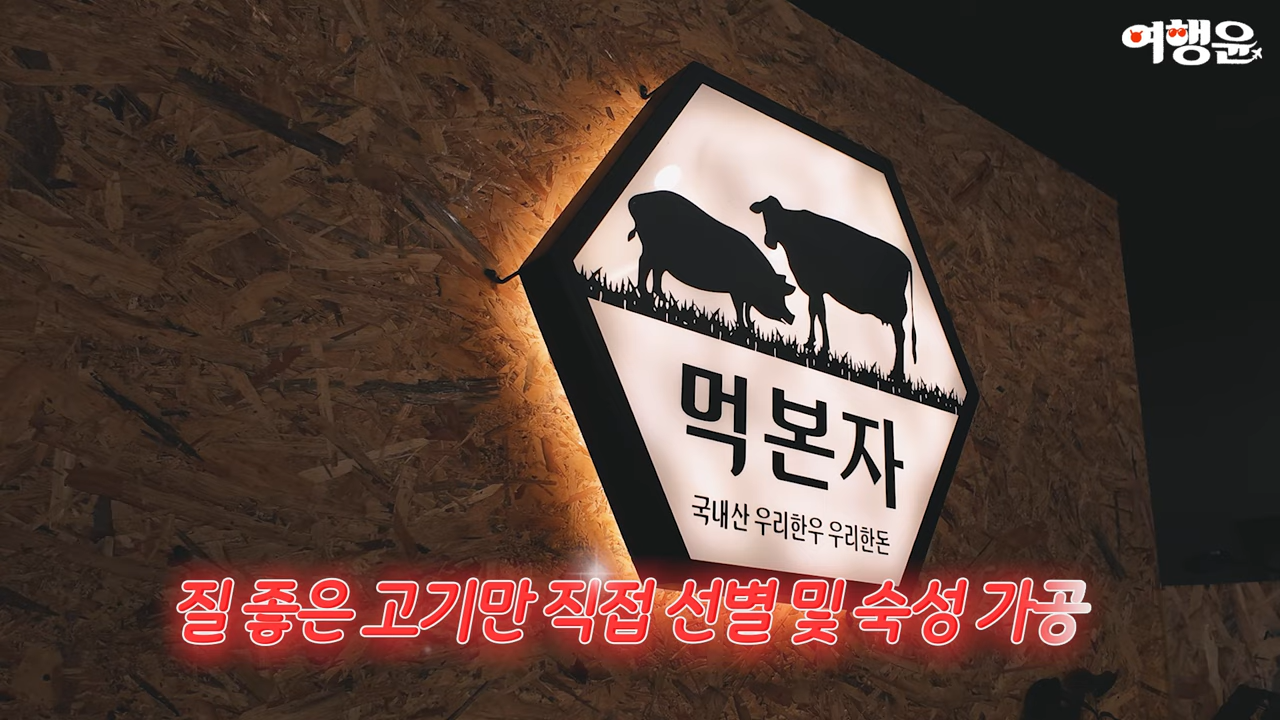 여행윤
먹본자
국내산 우리한우 우리한돈
질 좋은 고기만 직접 선별 및 숙성 가공